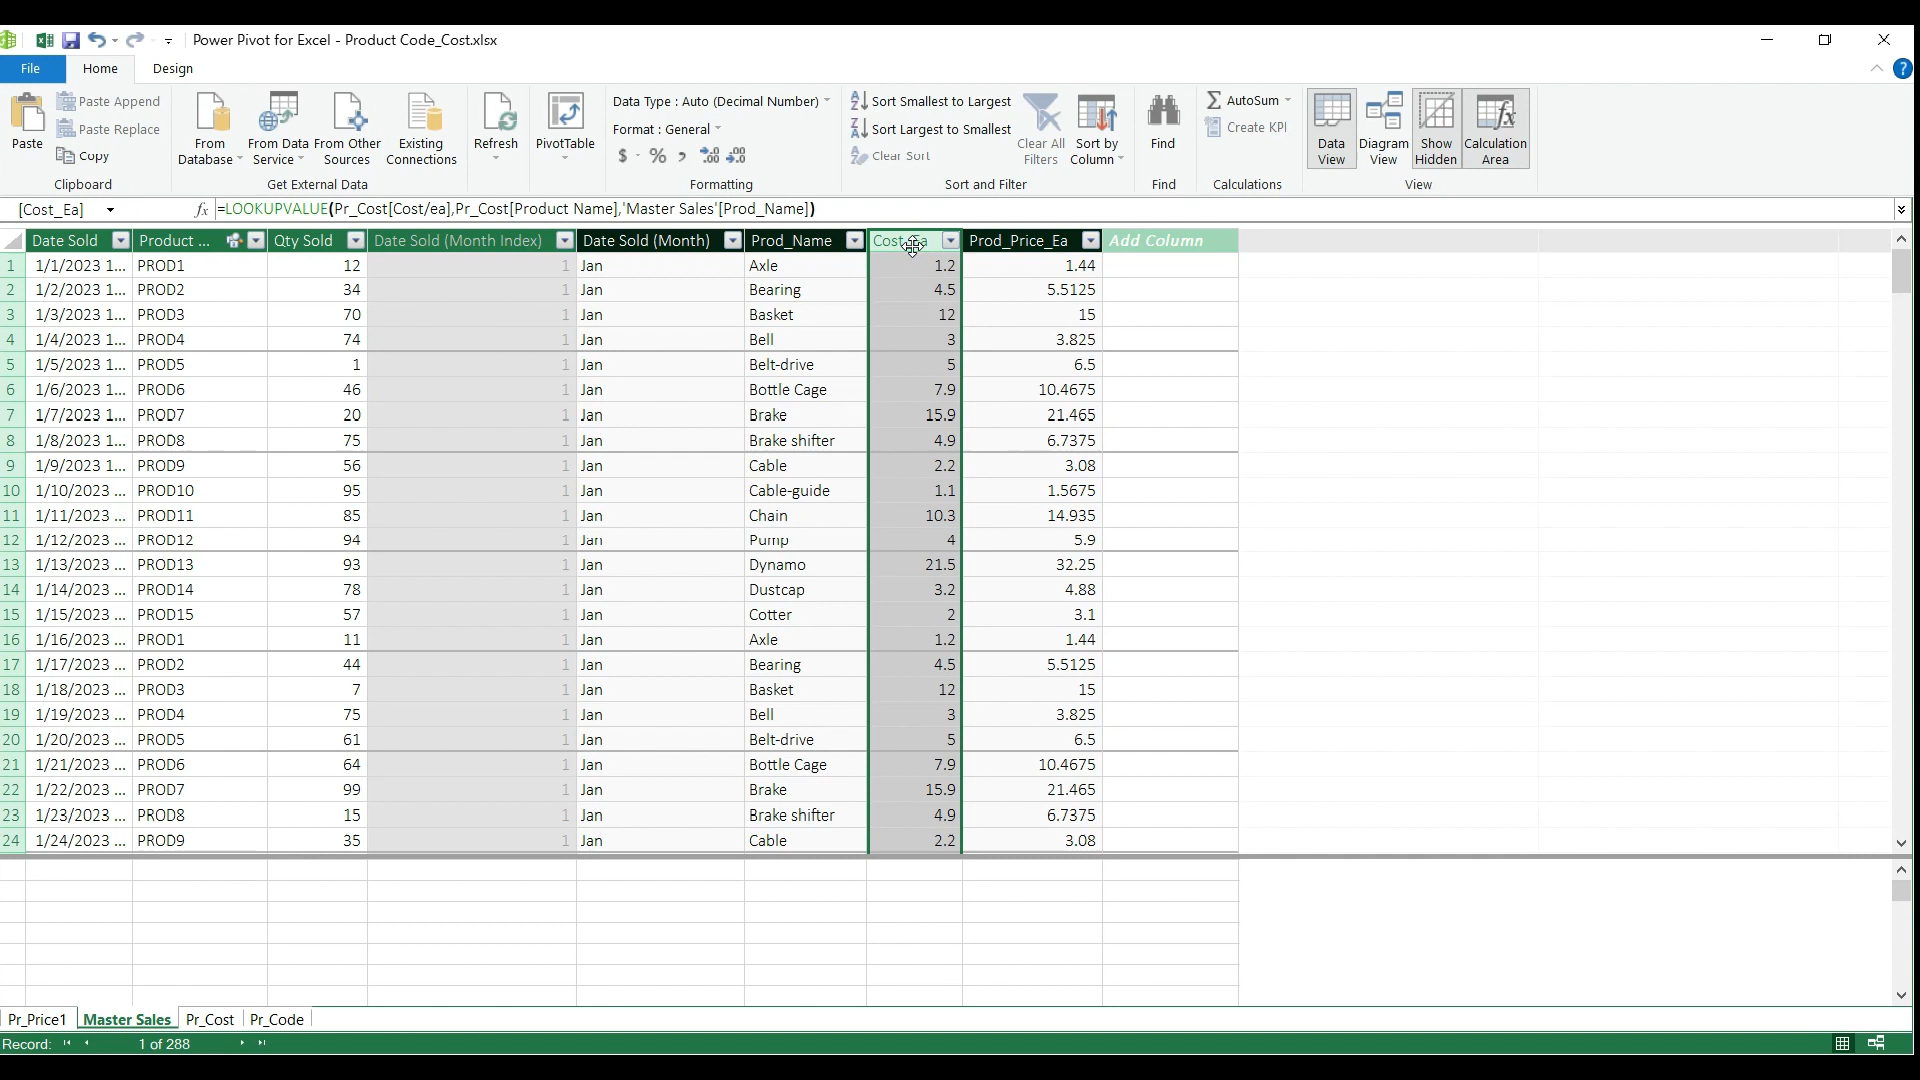 Power Pivot for Excel - Product Code_Cost.xlsx
File Home Design
Paste
Paste Append
Paste Replace
Copy
Clipboard
From Database
From Data Service
From Other Sources
Existing Connections
Get External Data
Refresh
PivotTable
Data Type : Auto (Decimal Number)
Format : General
$ % ,
Formatting
Sort Smallest to Largest
Sort Largest to Smallest
Clear Sort
Clear All Filters
Sort by Column
Sort and Filter
Find
Find
AutoSum
Create KPI
Calculations
Data View
Diagram View
Show Hidden
Calculation Area
View
[Cost_Ea] fx =LOOKUPVALUE(Pr_Cost[Cost/ea],Pr_Cost[Product Name],'Master Sales'[Prod_Name])
Date Sold Product ... Qty Sold Date Sold (Month Index) Date Sold (Month) Prod_Name Cost_Ea Prod_Price_Ea Add Column
1 1/1/2023 1... PROD1 12 1 Jan Axle 1.2 1.44
2 1/2/2023 1... PROD2 34 1 Jan Bearing 4.5 5.5125
3 1/3/2023 1... PROD3 70 1 Jan Basket 12 15
4 1/4/2023 1... PROD4 74 1 Jan Bell 3 3.825
5 1/5/2023 1... PROD5 1 1 Jan Belt-drive 5 6.5
6 1/6/2023 1... PROD6 46 1 Jan Bottle Cage 7.9 10.4675
7 1/7/2023 1... PROD7 20 1 Jan Brake 15.9 21.465
8 1/8/2023 1... PROD8 75 1 Jan Brake shifter 4.9 6.7375
9 1/9/2023 1... PROD9 56 1 Jan Cable 2.2 3.08
10 1/10/2023 ... PROD10 95 1 Jan Cable-guide 1.1 1.5675
11 1/11/2023 ... PROD11 85 1 Jan Chain 10.3 14.935
12 1/12/2023 ... PROD12 94 1 Jan Pump 4 5.9
13 1/13/2023 ... PROD13 93 1 Jan Dynamo 21.5 32.25
14 1/14/2023 ... PROD14 78 1 Jan Dustcap 3.2 4.88
15 1/15/2023 ... PROD15 57 1 Jan Cotter 2 3.1
16 1/16/2023 ... PROD1 11 1 Jan Axle 1.2 1.44
17 1/17/2023 ... PROD2 44 1 Jan Bearing 4.5 5.5125
18 1/18/2023 ... PROD3 7 1 Jan Basket 12 15
19 1/19/2023 ... PROD4 75 1 Jan Bell 3 3.825
20 1/20/2023 ... PROD5 61 1 Jan Belt-drive 5 6.5
21 1/21/2023 ... PROD6 64 1 Jan Bottle Cage 7.9 10.4675
22 1/22/2023 ... PROD7 99 1 Jan Brake 15.9 21.465
23 1/23/2023 ... PROD8 15 1 Jan Brake shifter 4.9 6.7375
24 1/24/2023 ... PROD9 35 1 Jan Cable 2.2 3.08
Pr_Price1 Master Sales Pr_Cost Pr_Code
Record: 1 of 288